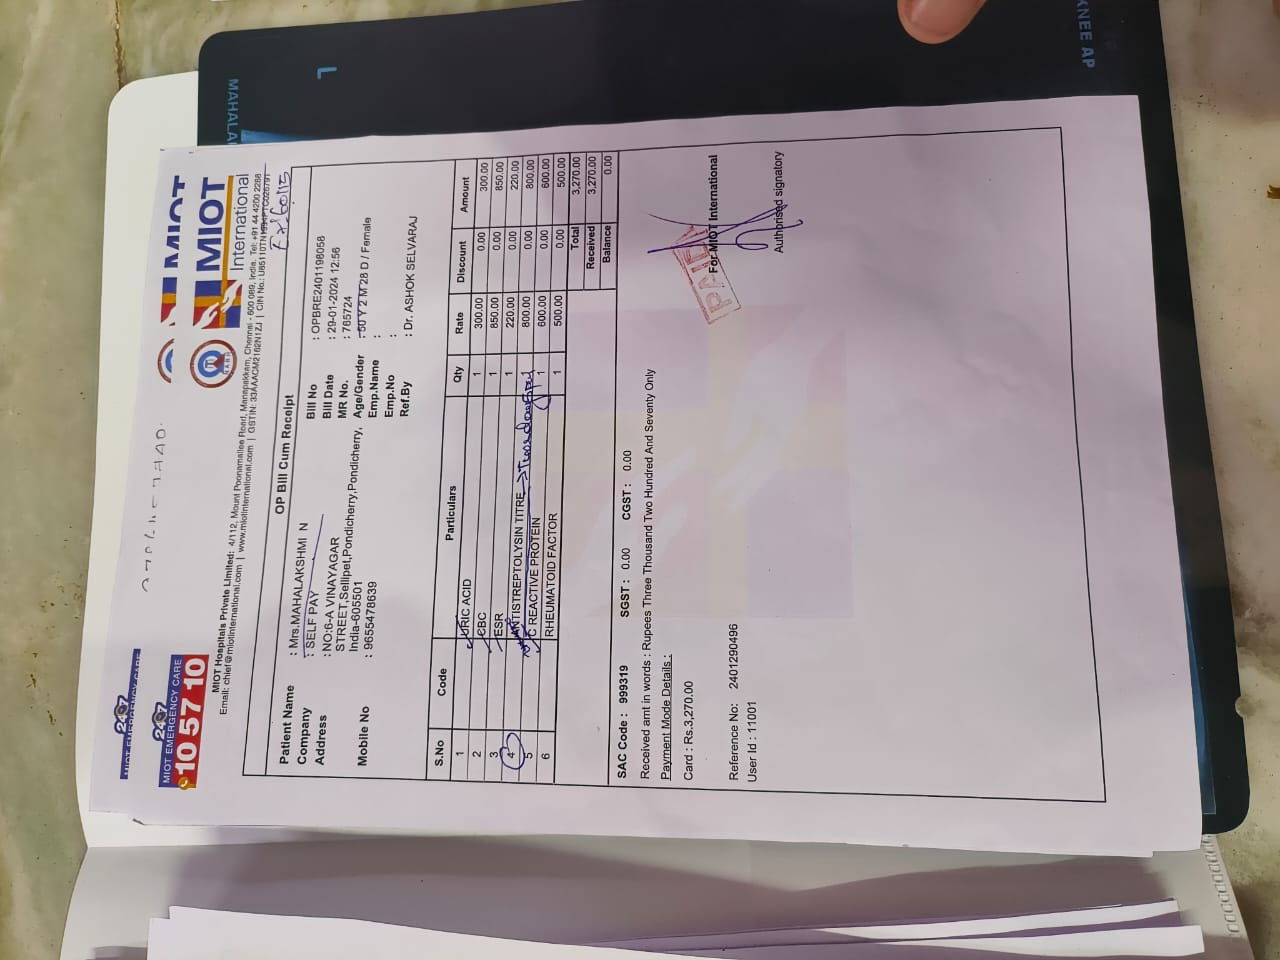 MAHALA
L
KNEE AP
24x7
MIOT EMERGENCY CARE
MIOT
24x7
MIOT EMERGENCY CARE
10 57 10
MIOT
International
MIOT Hospitals Private Limited: 4/112, Mount Poonamallee Road, Manapakkam, Chennai - 600 089, India. Tel: +91 44 4200 2288
Email: chief@miotinternational.com | www.miotinternational.com | GSTIN: 33AAACM2162N1ZJ | CIN No.:
OP Bill Cum Receipt
Patient Name : Mrs.MAHALAKSHMI N Bill No : OPBRE2401198058
Company : SELF PAY Bill Date : 29-01-2024 12:56
Address : NO:6-A VINAYAGAR MR No. : 765724
STREET,Sellipet,Pondicherry,Pondicherry, Age/Gender : 50 Y 2 M 28 D / Female
India-605501 Emp.Name :
Emp.No :
Mobile No : 9655478639 Ref.By : Dr. ASHOK SELVARAJ
S.No Code Particulars Qty Rate Discount Amount
1 URIC ACID 1 300.00 0.00 300.00
2 CBC 1 850.00 0.00 850.00
3 ESR 1 220.00 0.00 220.00
4 ANTISTREPTOLYSIN TITRE 1 800.00 0.00 800.00
5 C REACTIVE PROTEIN 1 600.00 0.00 600.00
6 RHEUMATOID FACTOR 1 500.00 0.00 500.00
Total 3,270.00
Received 3,270.00
Balance 0.00
SAC Code : 999319 SGST : 0.00 CGST : 0.00
Received amt in words : Rupees Three Thousand Two Hundred And Seventy Only
Payment Mode Details :
Card : Rs.3,270.00
PAID
For MIOT International
Reference No: 2401290496
User Id : 11001
Authorised signatory